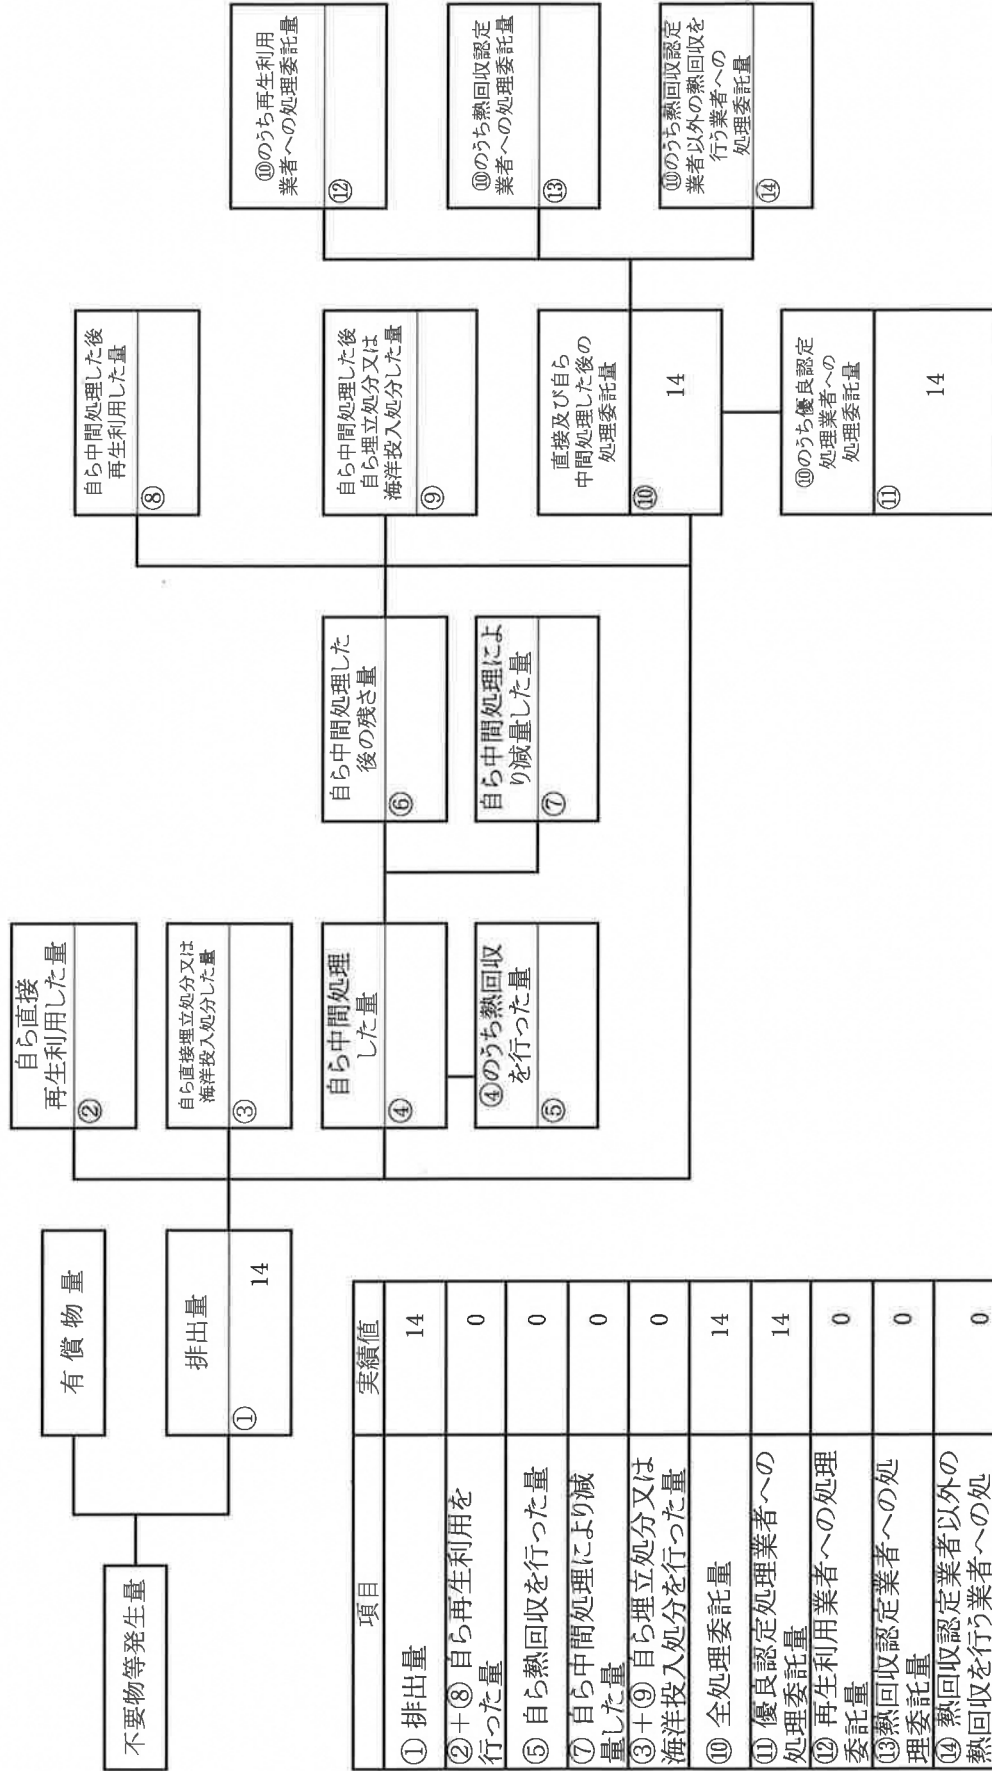 不要物等発生量
有償物量
排出量
① 14
自ら直接
再生利用した量
②
自ら直接埋立処分又は
海洋投入処分した量
③
自ら中間処理
した量
④
④のうち熱回収
を行った量
⑤
自ら中間処理した
後の残さ量
⑥
自ら中間処理によ
り減量した量
⑦
自ら中間処理した後
再生利用した量
⑧
自ら中間処理した後
自ら埋立処分又は
海洋投入処分した量
⑨
直接及び自ら
中間処理した後の
処理委託量
⑩ 14
⑩のうち優良認定
処理業者への
処理委託量
⑪ 14
⑩のうち再生利用
業者への処理委託量
⑫
⑩のうち熱回収認定
業者への処理委託量
⑬
⑩のうち熱回収認定
業者以外の熱回収を
行う業者への
処理委託量
⑭
項目 実績値
① 排出量 14
②+⑧ 自ら再生利用を
行った量 0
⑤ 自ら熱回収を行った量 0
⑦ 自ら中間処理により減
量した量 0
③+⑨ 自ら埋立処分又は
海洋投入処分を行った量 0
⑩ 全処理委託量 14
⑪ 優良認定処理業者への
処理委託量 14
⑫ 再生利用業者への処理
委託量 0
⑬熱回収認定業者への処
理委託量 0
⑭ 熱回収認定業者以外の
熱回収を行う業者への処 0